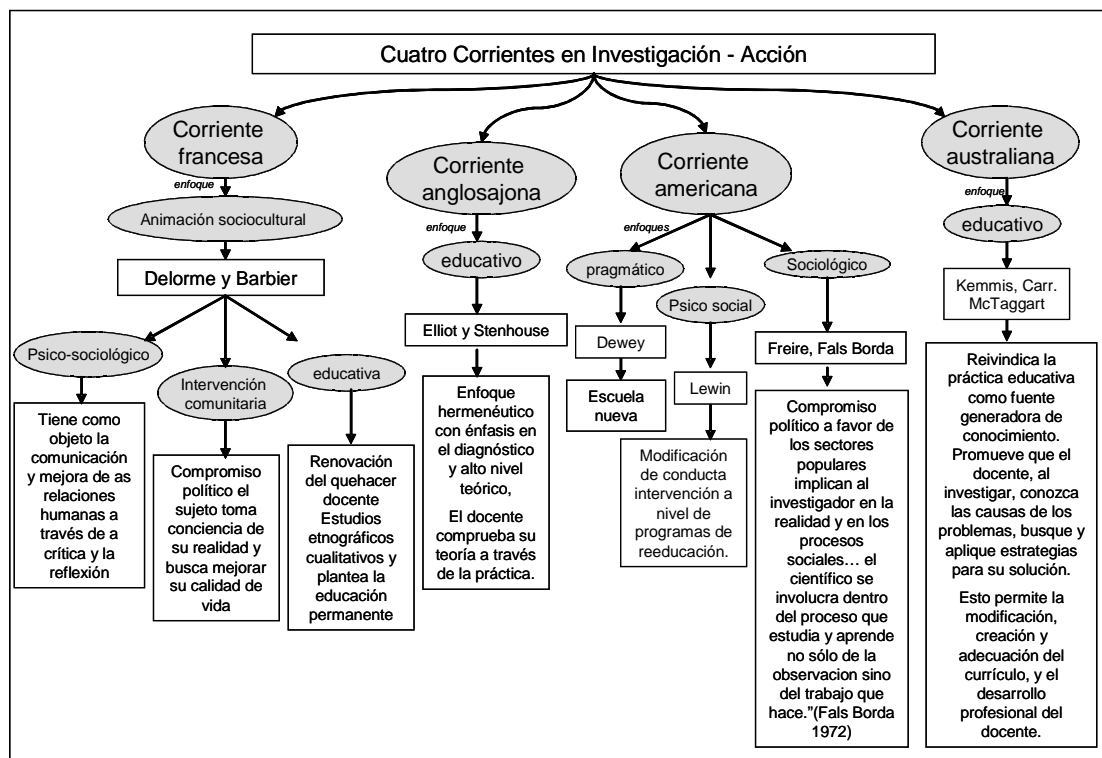 Cuatro Corrientes en Investigación - Acción
Corriente
francesa
enfoque
Animación sociocultural
Delorme y Barbier
Psico-sociológico
Tiene como
objeto la
comunicación
y mejora de as
relaciones
humanas a
través de a
crítica y la
reflexión
Intervención
comunitaria
Compromiso
político el
sujeto toma
conciencia de
su realidad y
busca mejorar
su calidad de
vida
educativa
Renovación
del quehacer
docente
Estudios
etnográficos
cualitativos y
plantea la
educación
permanente
Corriente
anglosajona
enfoque
educativo
Elliot y Stenhouse
Enfoque
hermenéutico
con énfasis en
el diagnóstico
y alto nivel
teórico,
El docente
comprueba su
teoría a través
de la práctica.
Corriente
americana
enfoques
pragmático
Dewey
Escuela
nueva
Psico social
Lewin
Modificación
de conducta
intervención a
nivel de
programas de
reeducación.
Sociológico
Freire, Fals Borda
Compromiso
político a favor de
los sectores
populares
implican al
investigador en la
realidad y en los
procesos
sociales... el
científico se
involucra dentro
del proceso que
estudia y aprende
no sólo de la
observacion sino
del trabajo que
hace."(Fals Borda
1972)
Corriente
australiana
enfoque
educativo
Kemmis, Carr.
McTaggart
Reivindica la
práctica educativa
como fuente
generadora de
conocimiento.
Promueve que el
docente, al
investigar, conozca
las causas de los
problemas, busque y
aplique estrategias
para su solución.
Esto permite la
modificación,
creación y
adecuación del
currículo, y el
desarrollo
profesional del
docente.